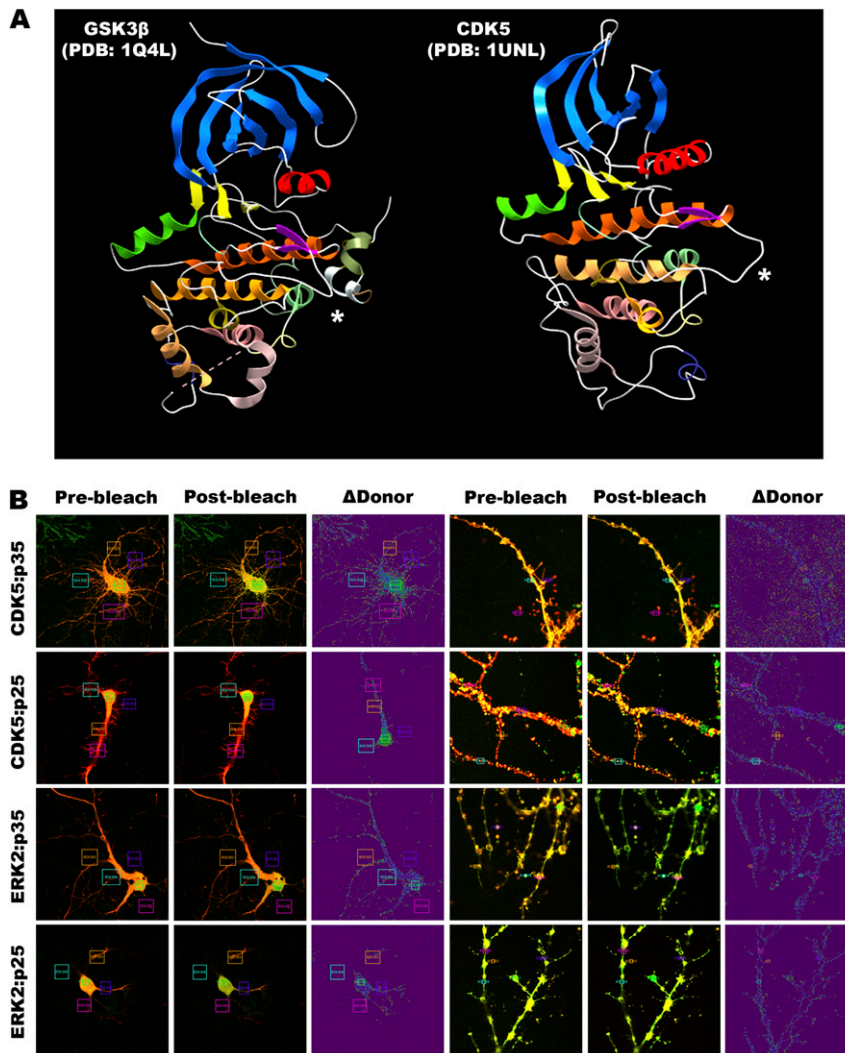 A
GSK3β
(PDB: 1Q4L)
CDK5
(PDB: 1UNL)
*
*
B
Pre-bleach Post-bleach ΔDonor Pre-bleach Post-bleach ΔDonor
CDK5:p35
CDK5:p25
ERK2:p35
ERK2:p25